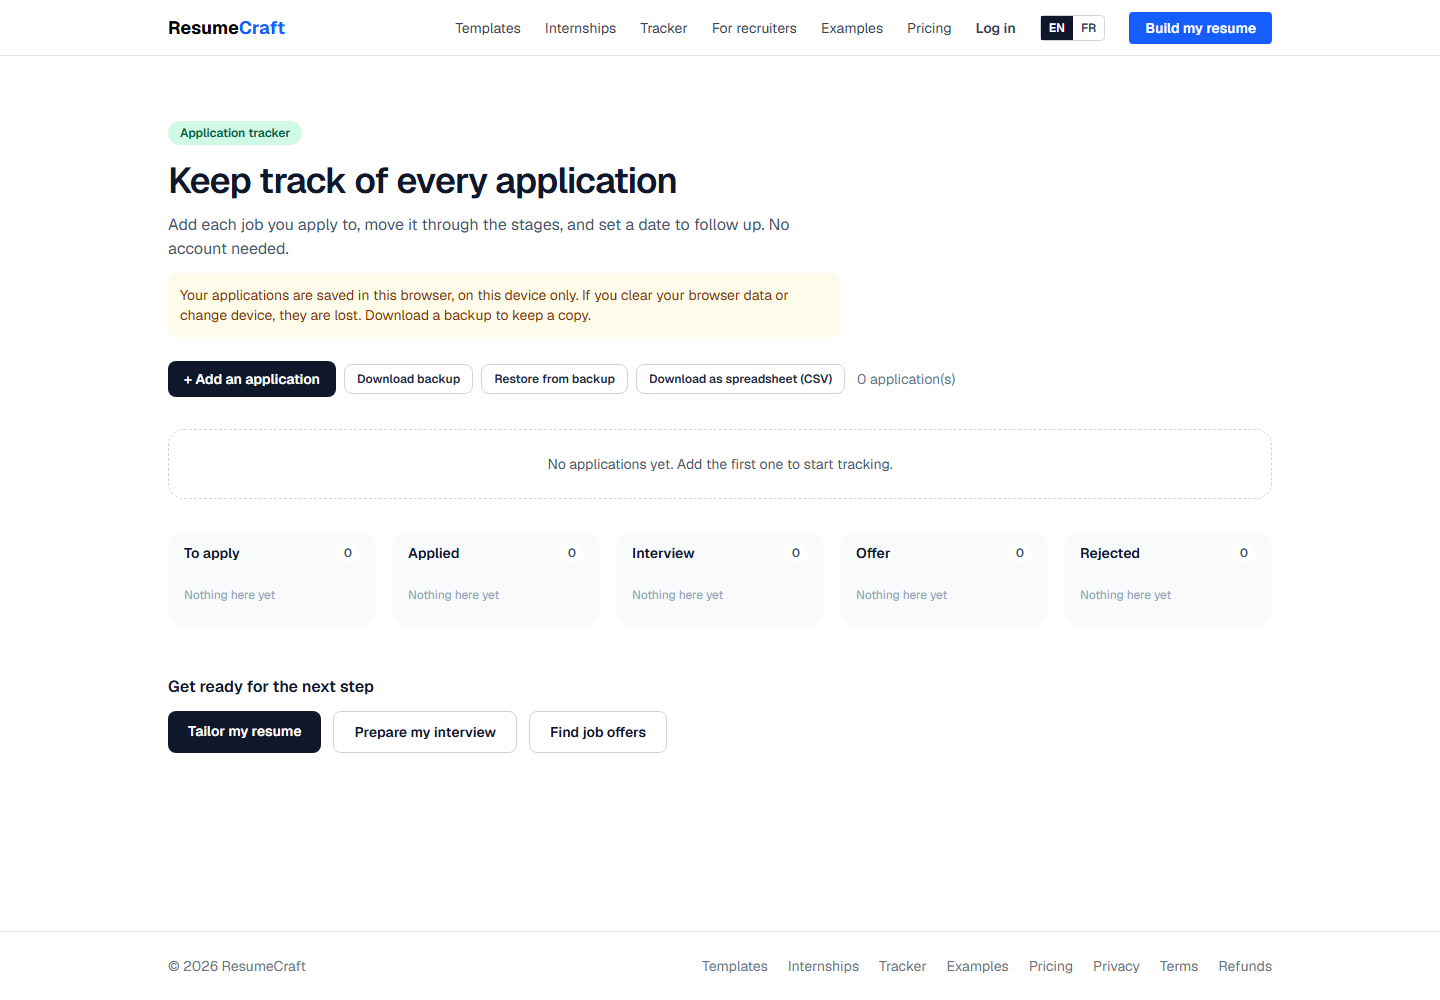 ResumeCraft
Templates
Internships
Tracker
For recruiters
Examples
Pricing
Log in
EN
FR
Build my resume
Application tracker
Keep track of every application
Add each job you apply to, move it through the stages, and set a date to follow up. No
account needed.
Your applications are saved in this browser, on this device only. If you clear your browser data or
change device, they are lost. Download a backup to keep a copy.
+ Add an application
Download backup
Restore from backup
Download as spreadsheet (CSV)
0 application(s)
No applications yet. Add the first one to start tracking.
To apply
0
Nothing here yet
Applied
0
Nothing here yet
Interview
0
Nothing here yet
Offer
0
Nothing here yet
Rejected
0
Nothing here yet
Get ready for the next step
Tailor my resume
Prepare my interview
Find job offers
© 2026 ResumeCraft
Templates
Internships
Tracker
Examples
Pricing
Privacy
Terms
Refunds